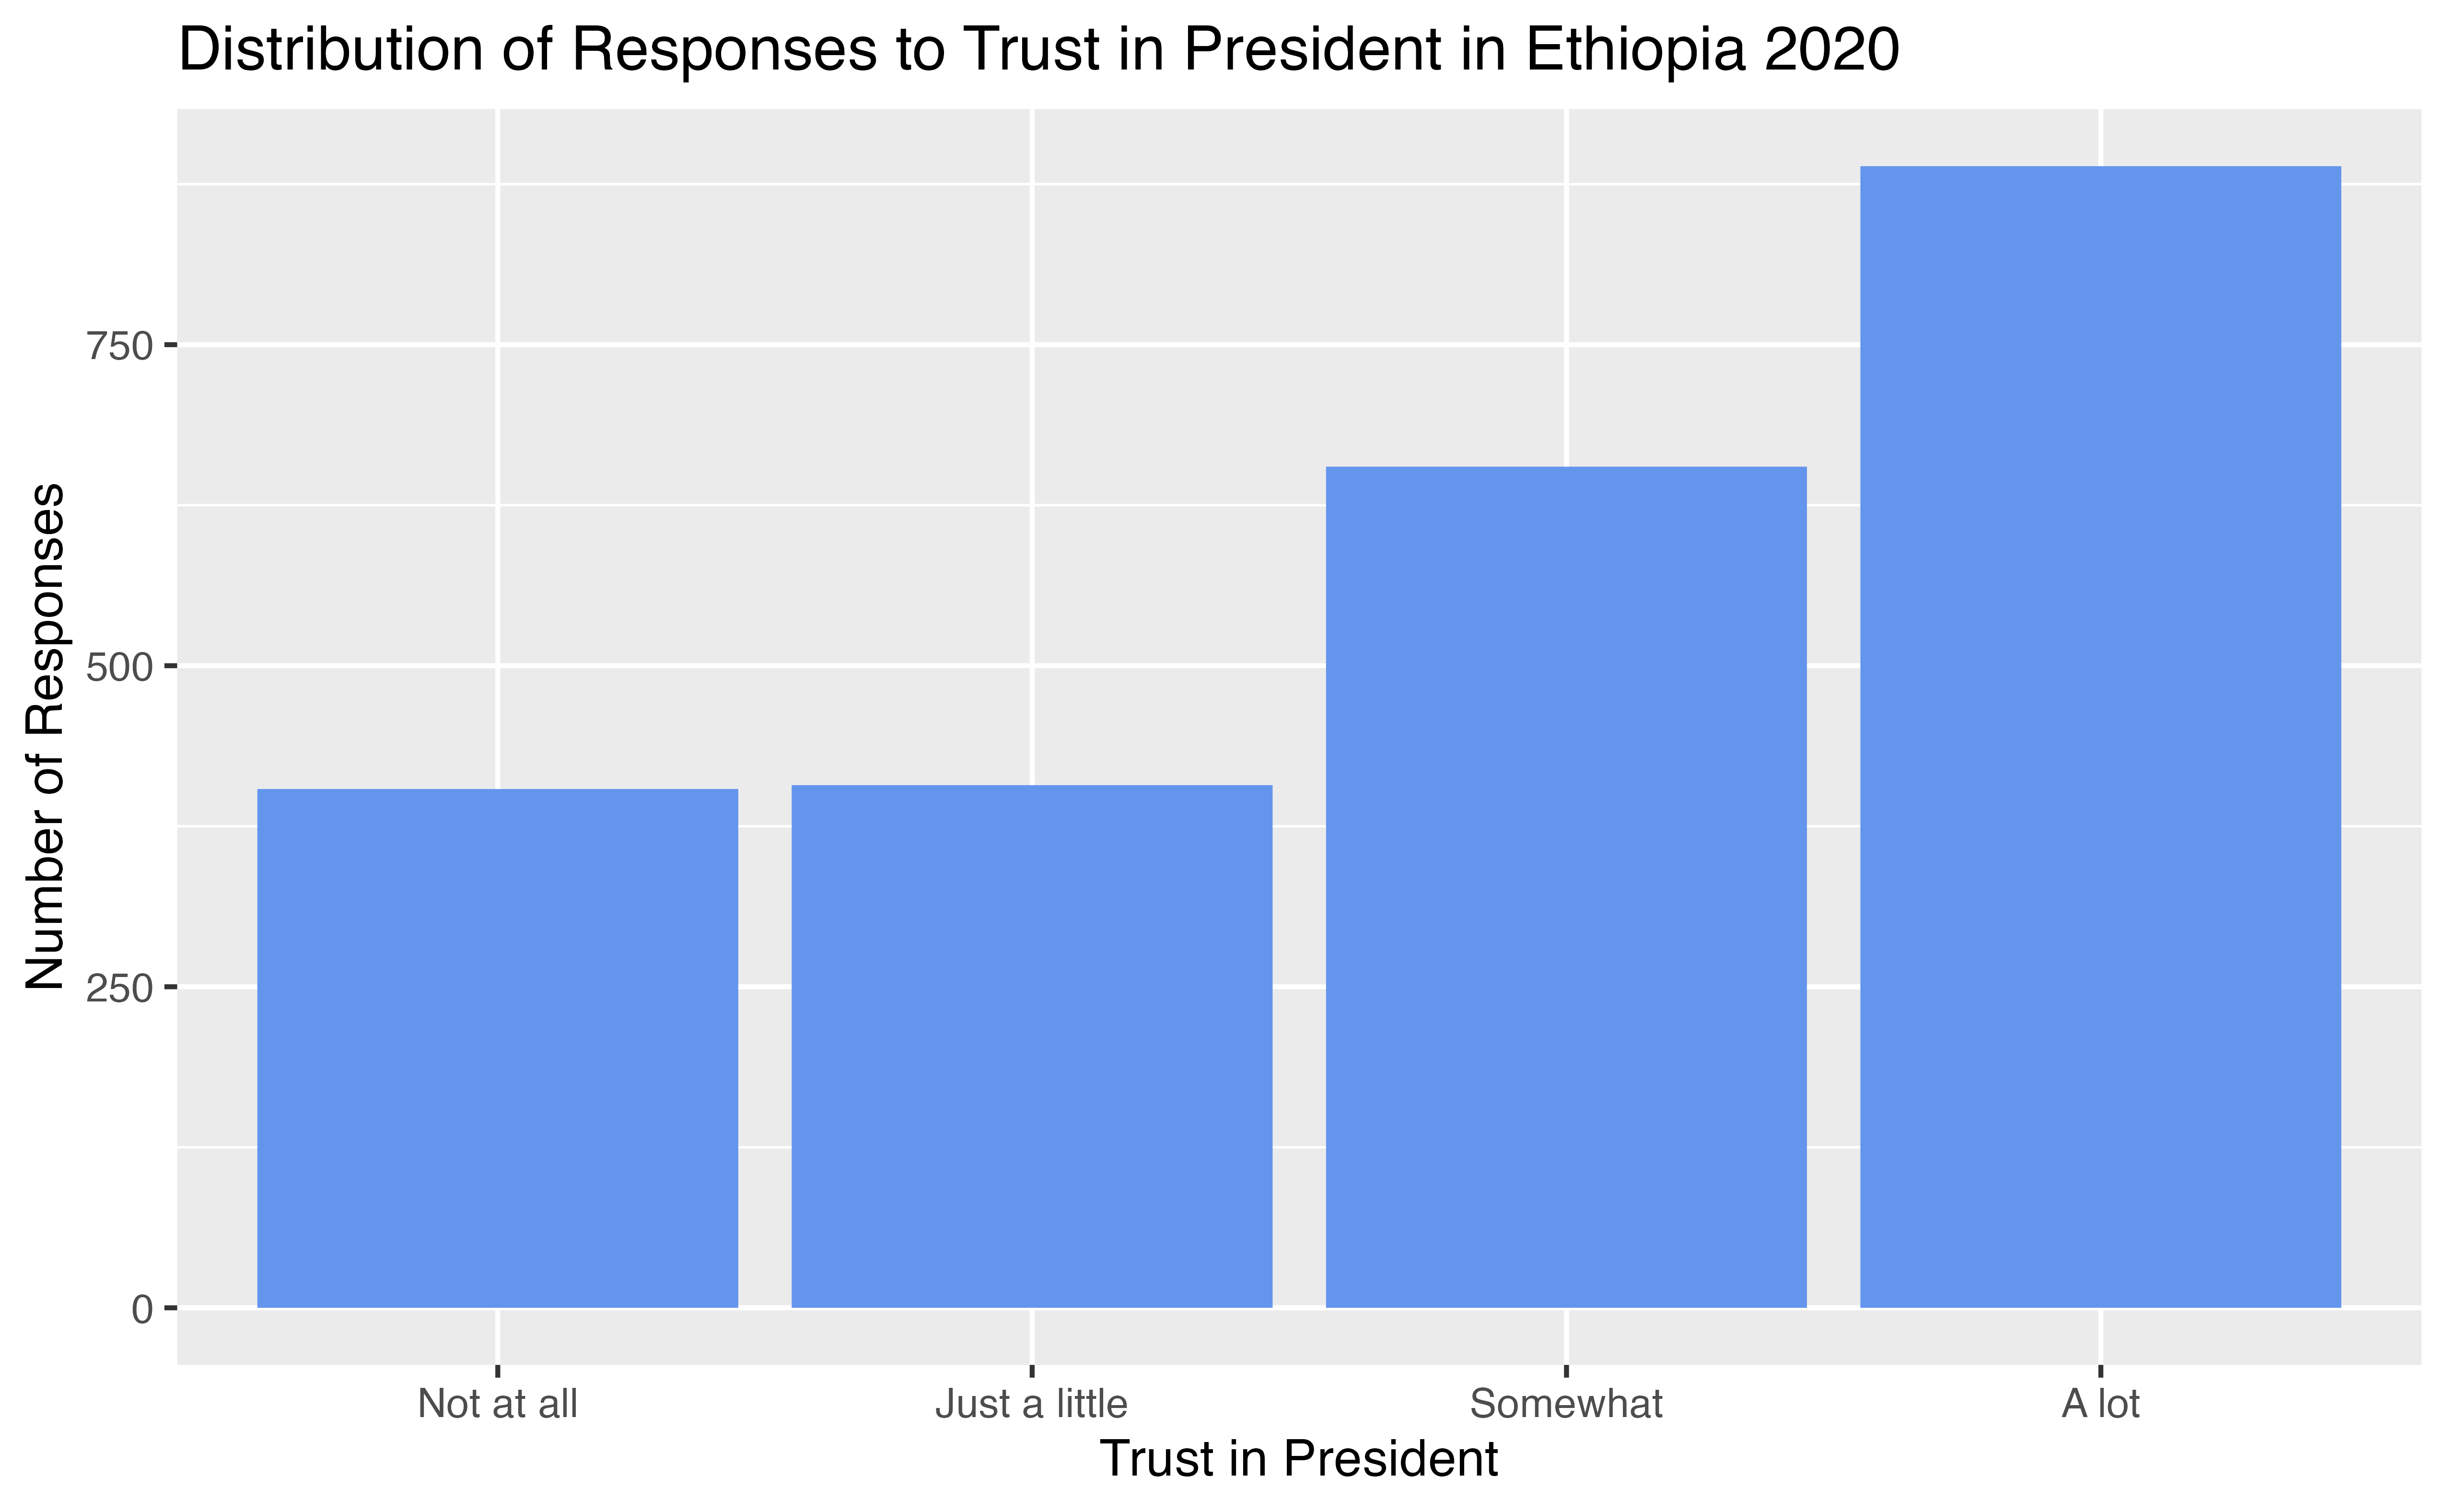 Distribution of Responses to Trust in President in Ethiopia 2020
Number of Responses
750
500
250
0
Not at all
Just a little
Somewhat
A lot
Trust in President